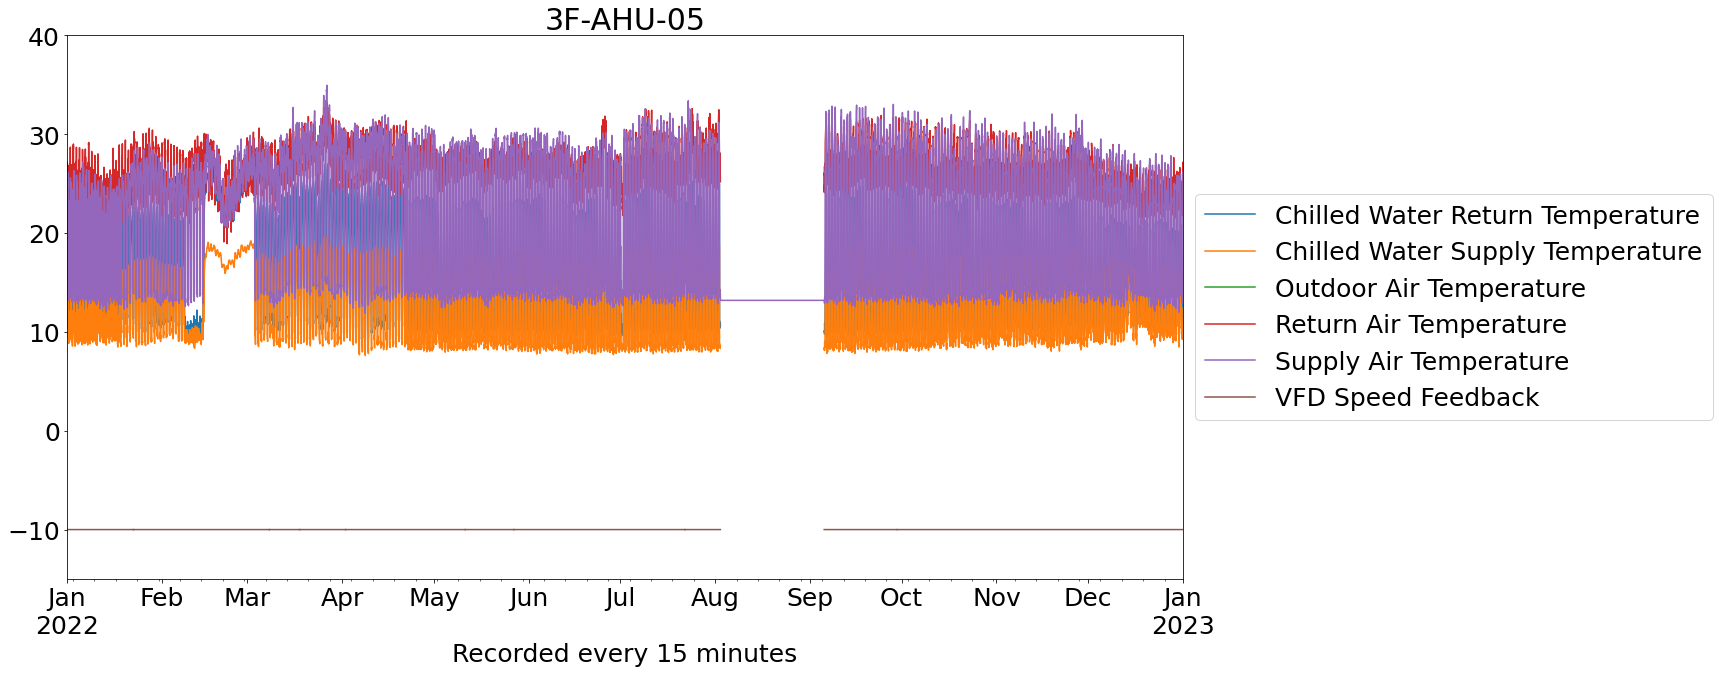 3F-AHU-05
40
30
20
10
0
−10
Jan Feb Mar Apr May Jun Jul Aug Sep Oct Nov Dec Jan
2022 2023
Recorded every 15 minutes
Chilled Water Return Temperature
Chilled Water Supply Temperature
Outdoor Air Temperature
Return Air Temperature
Supply Air Temperature
VFD Speed Feedback